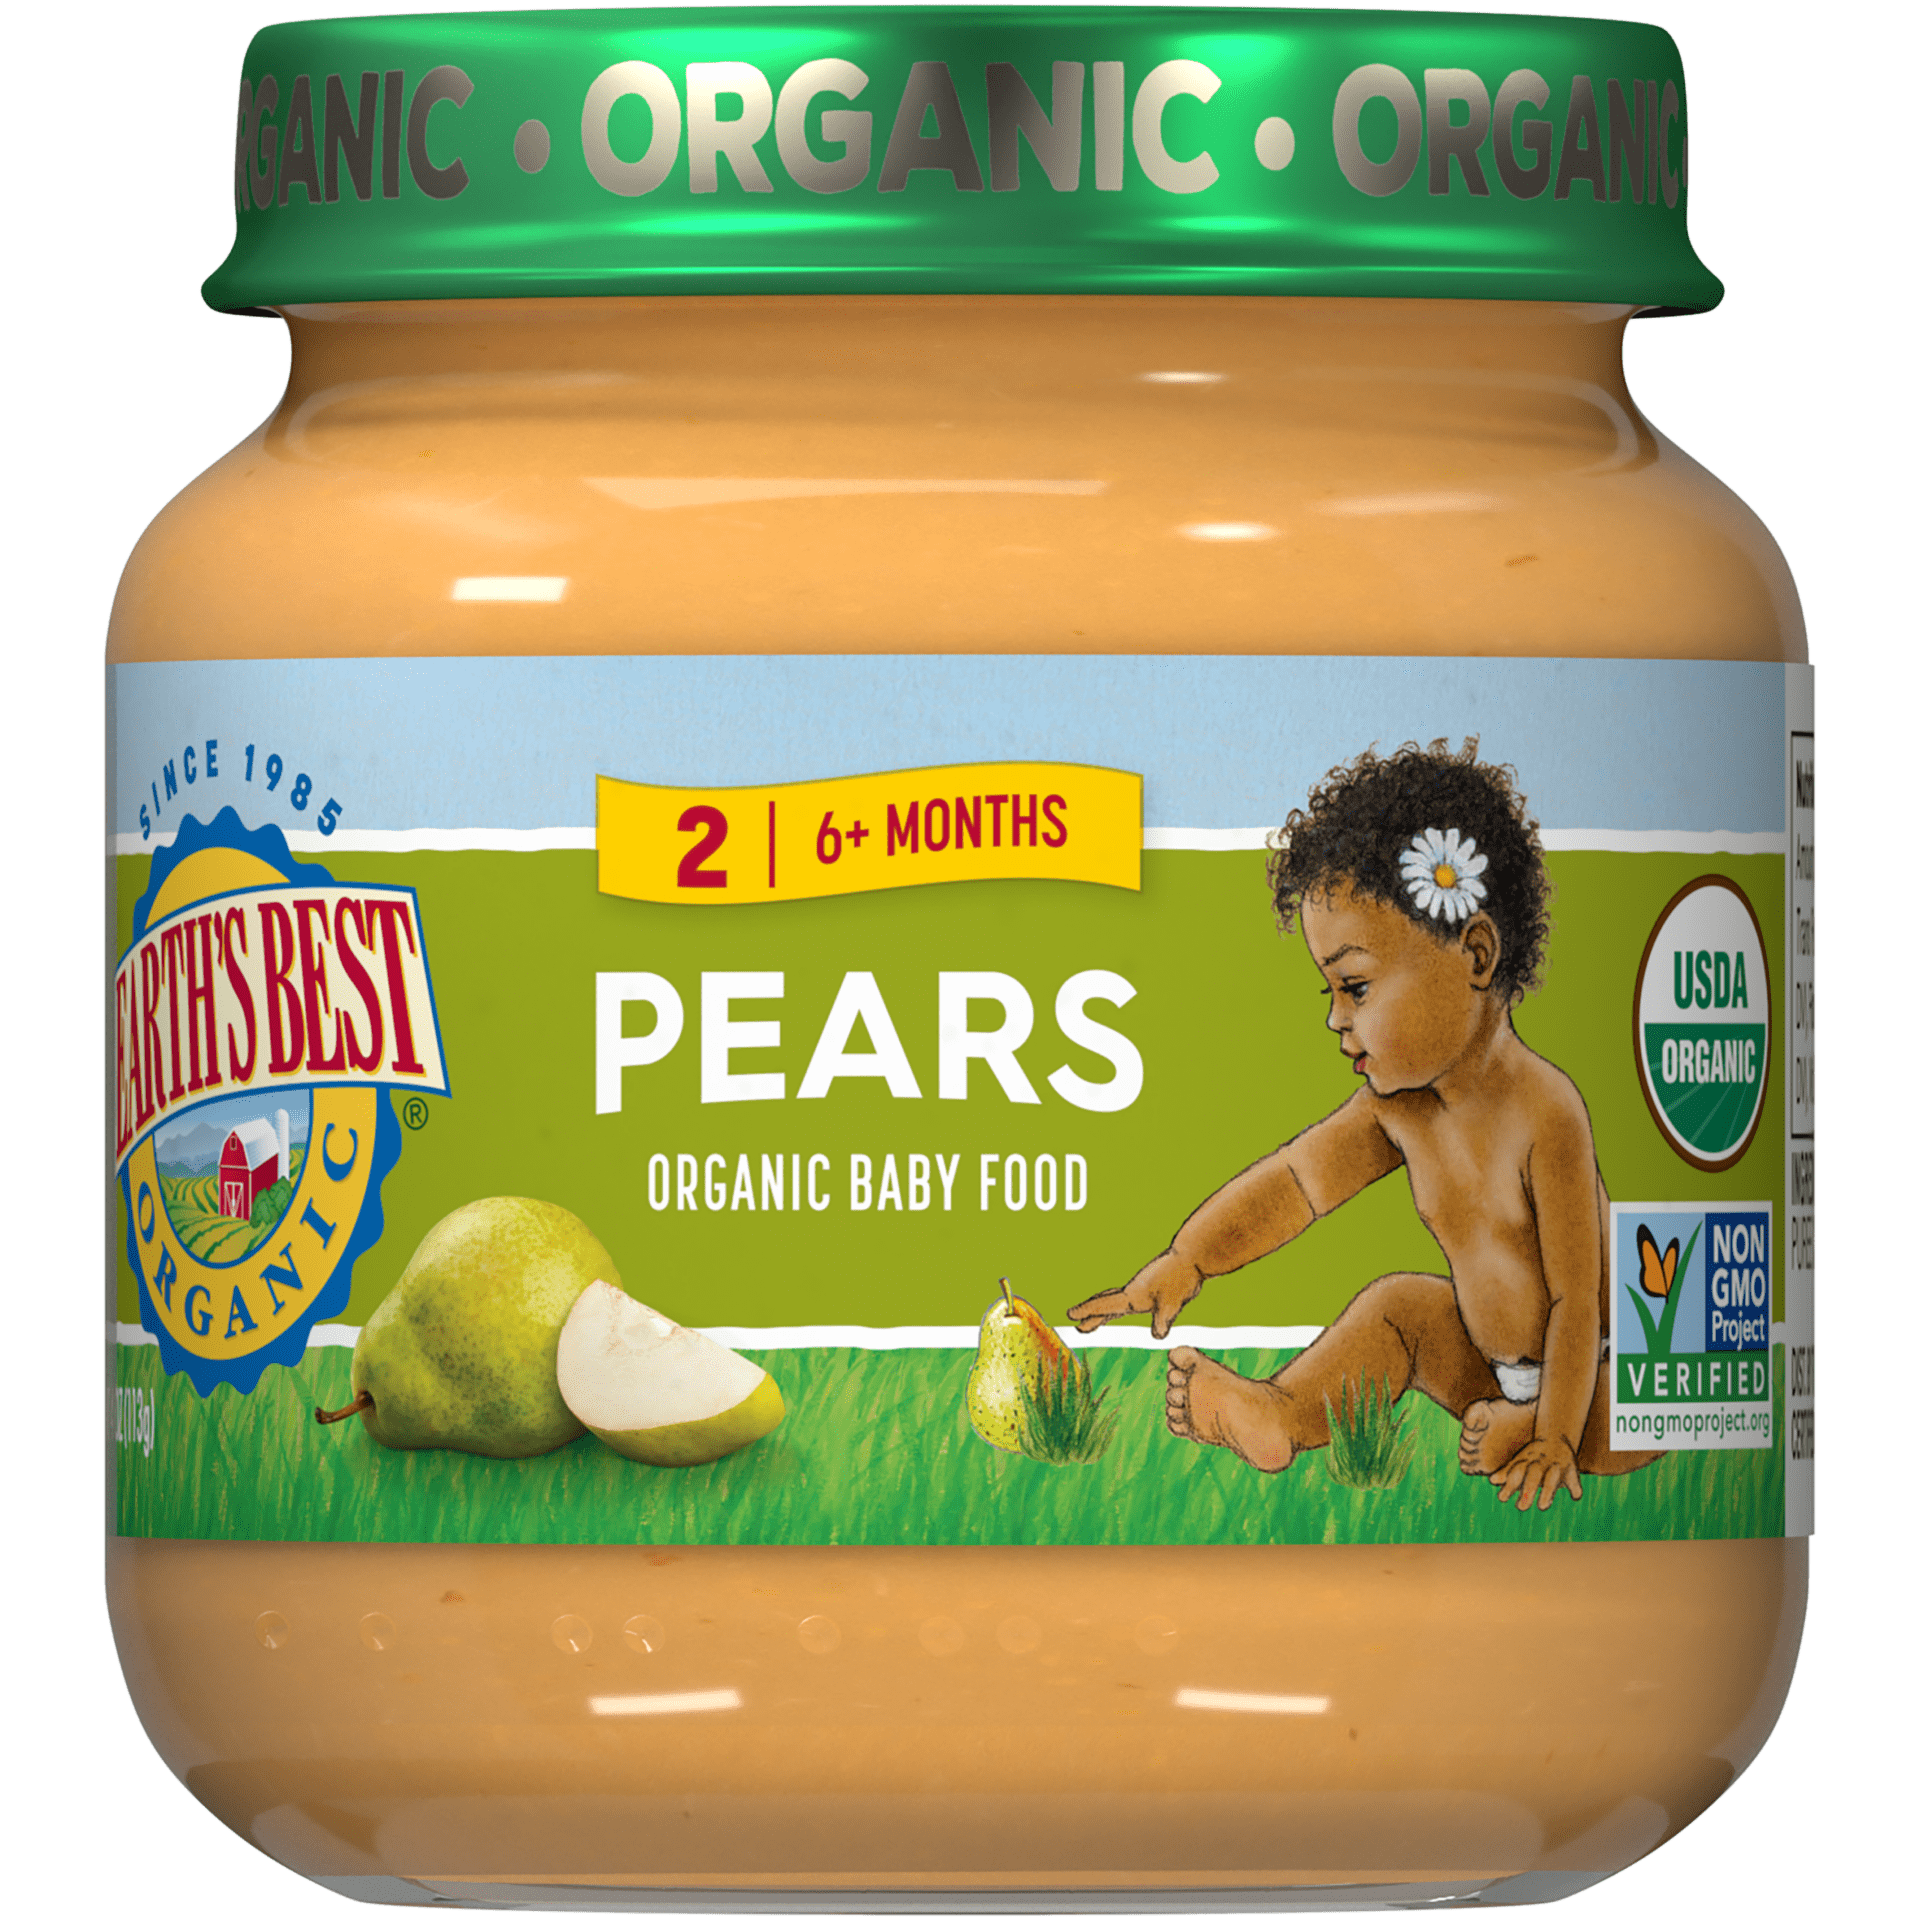 ORGANIC • ORGANIC • ORGANIC
SINCE 1985
EARTH'S BEST
®
ORGANIC
2 | 6+ MONTHS
PEARS
ORGANIC BABY FOOD
USDA
ORGANIC
NON
GMO
Project
VERIFIED
nongmoproject.org
(113g)